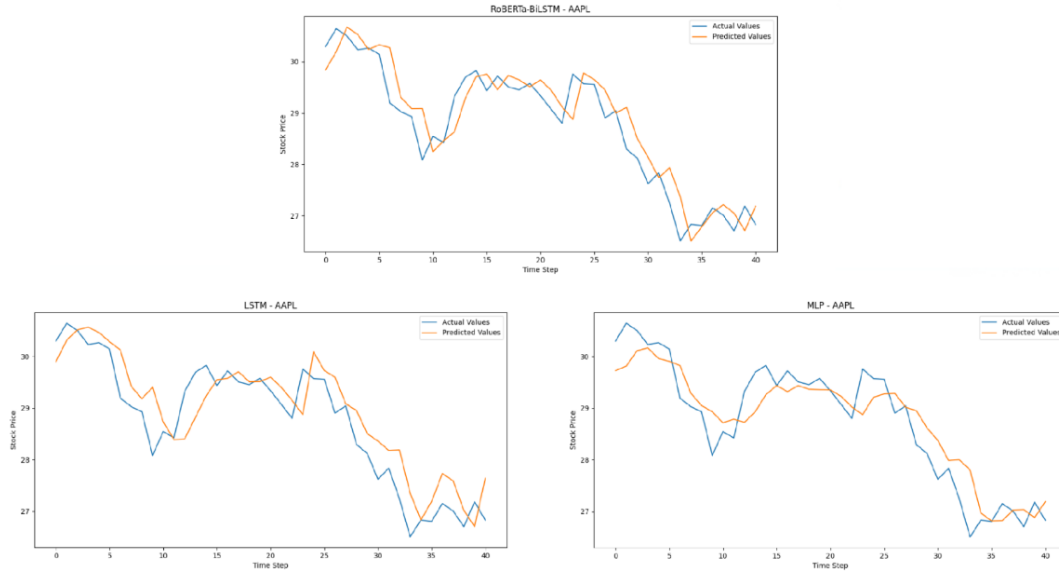 RoBERTa-BiLSTM - AAPL
Actual Values
Predicted Values
30
29
28
27
Stock Price
0 5 10 15 20 25 30 35 40
Time Step
LSTM - AAPL
Actual Values
Predicted Values
30
29
28
27
Stock Price
0 5 10 15 20 25 30 35 40
Time Step
MLP - AAPL
Actual Values
Predicted Values
30
29
28
27
Stock Price
0 5 10 15 20 25 30 35 40
Time Step